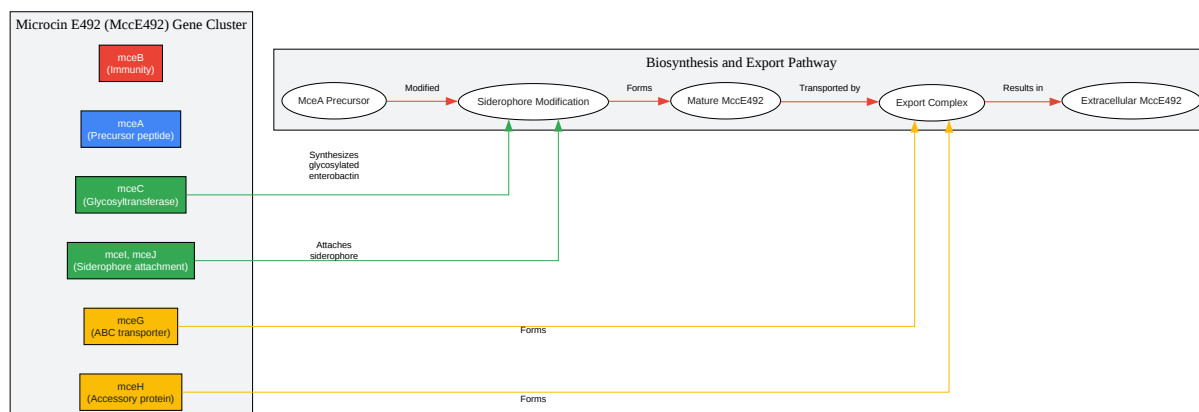 Microcin E492 (MccE492) Gene Cluster
mceB
(Immunity)
mceA
(Precursor peptide)
mceC
(Glycosyltransferase)
mceI, mceJ
(Siderophore attachment)
mceG
(ABC transporter)
mceH
(Accessory protein)
Biosynthesis and Export Pathway
MceA Precursor
Modified
Siderophore Modification
Forms
Mature MccE492
Transported by
Export Complex
Results in
Extracellular MccE492
Synthesizes
glycosylated
enterobactin
Attaches
siderophore
Forms
Forms